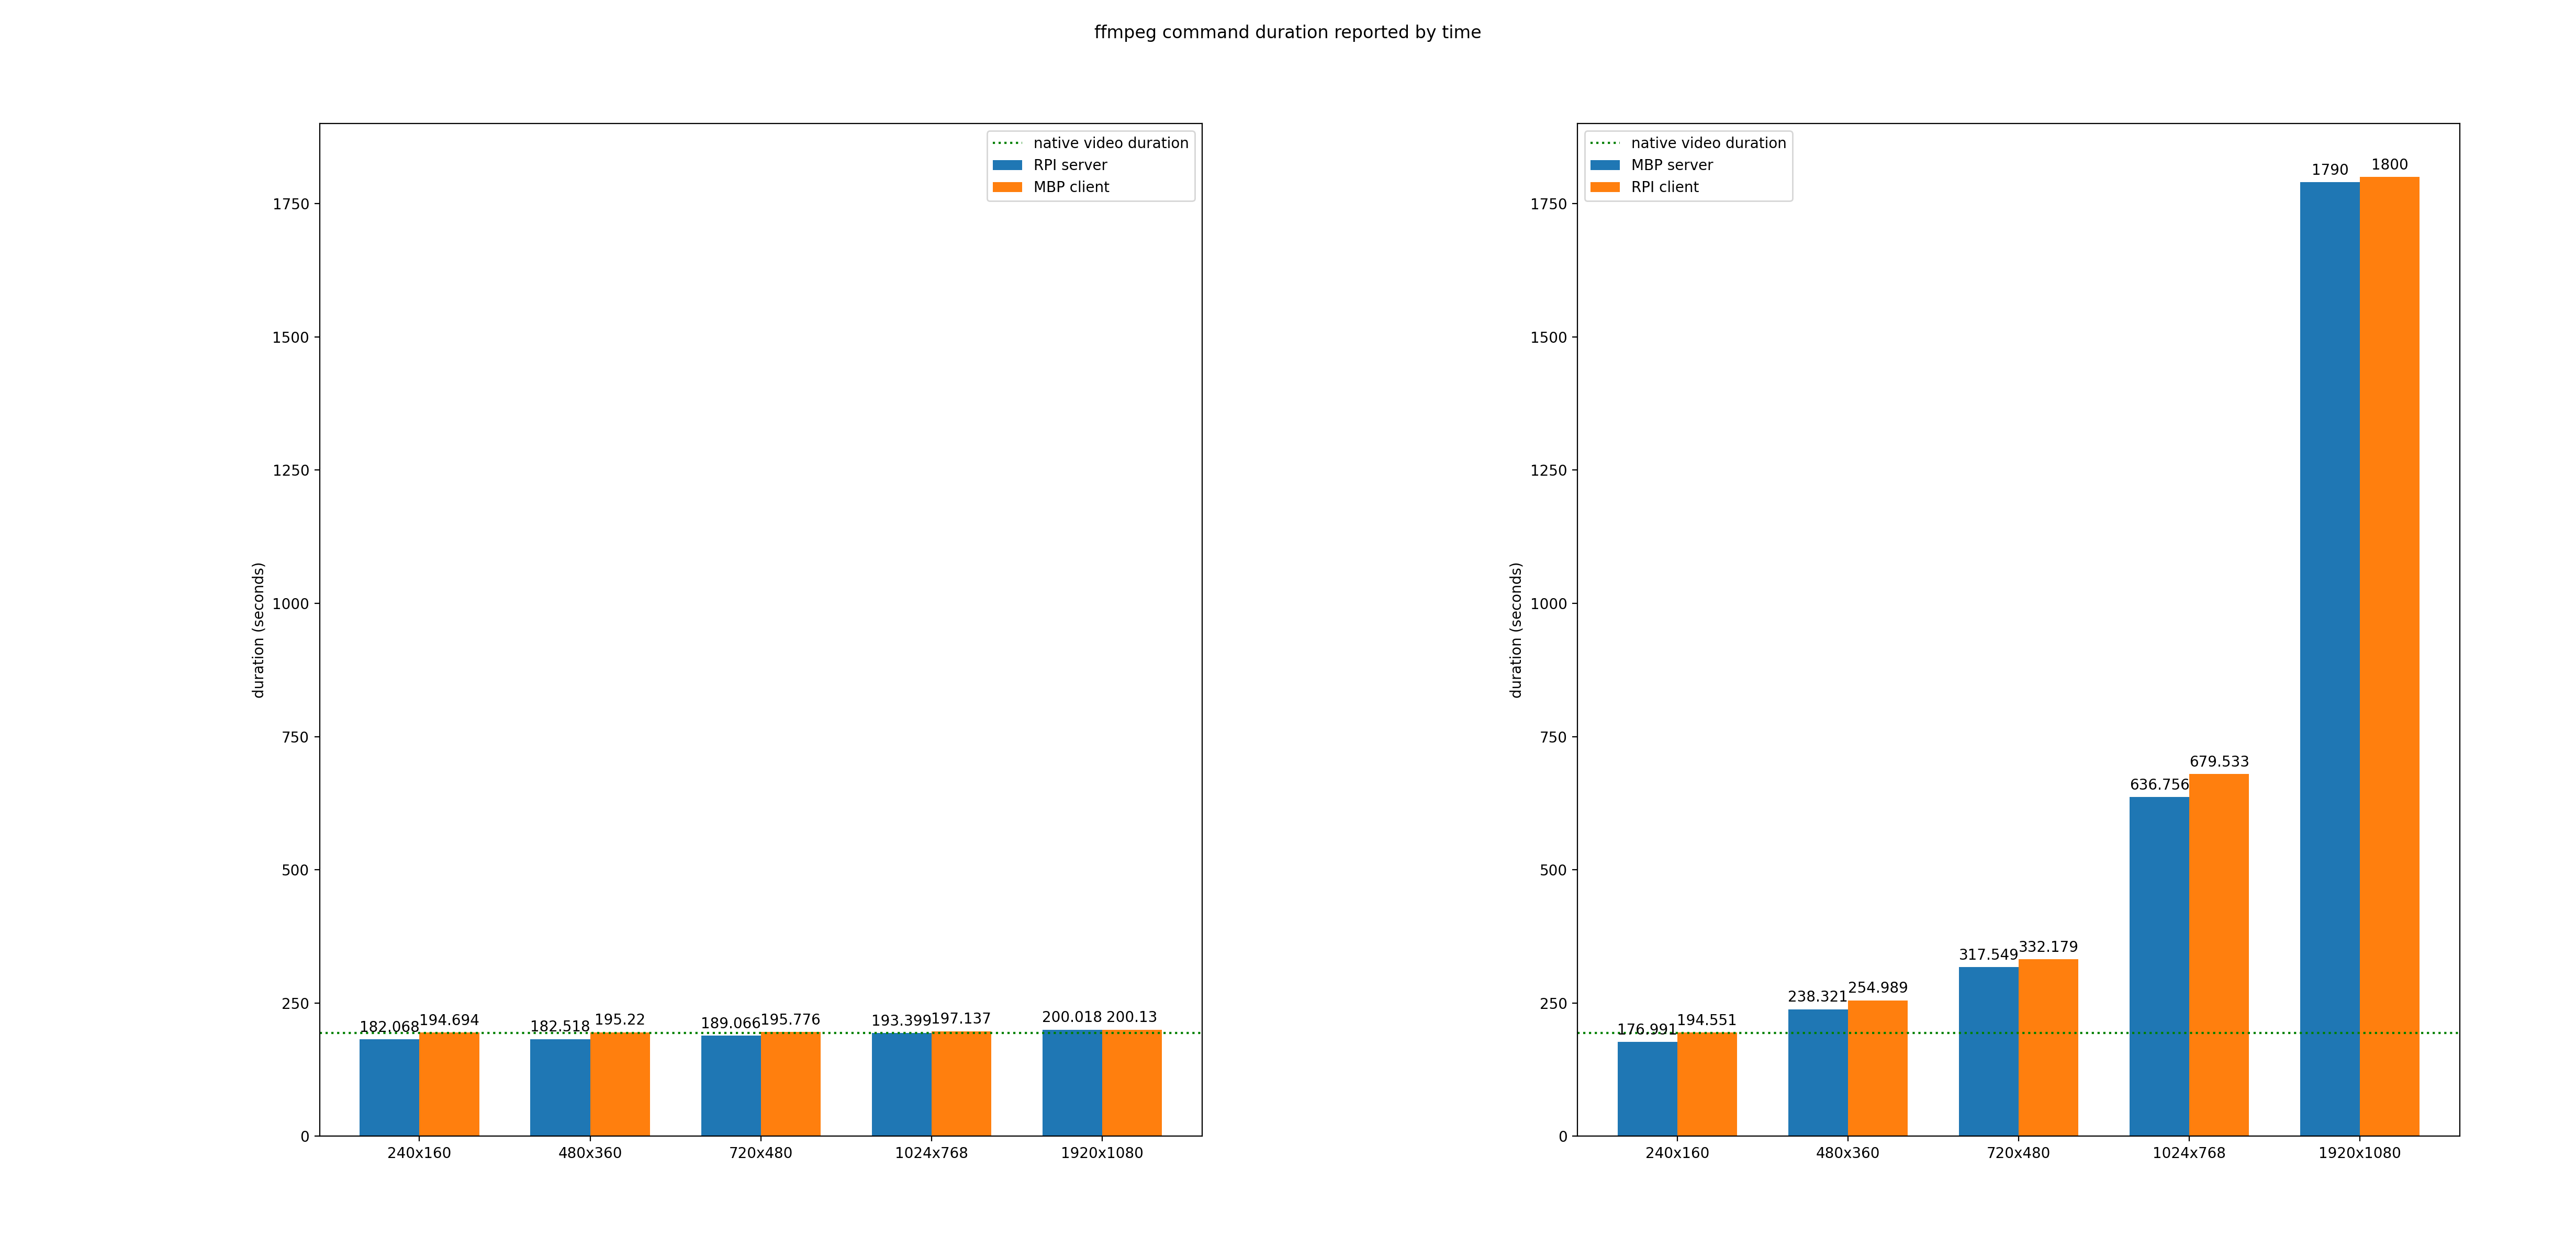 ffmpeg command duration reported by time
native video duration
RPI server
MBP client
1750
1500
1250
1000
750
500
250
0
duration (seconds)
182.068 194.694 182.518 195.22 189.066 195.776 193.399 197.137 200.018 200.13
240x160 480x360 720x480 1024x768 1920x1080
native video duration
MBP server
RPI client
1750
1500
1250
1000
750
500
250
0
duration (seconds)
176.991 194.551 238.321 254.989 317.549 332.179 636.756 679.533 1790 1800
240x160 480x360 720x480 1024x768 1920x1080